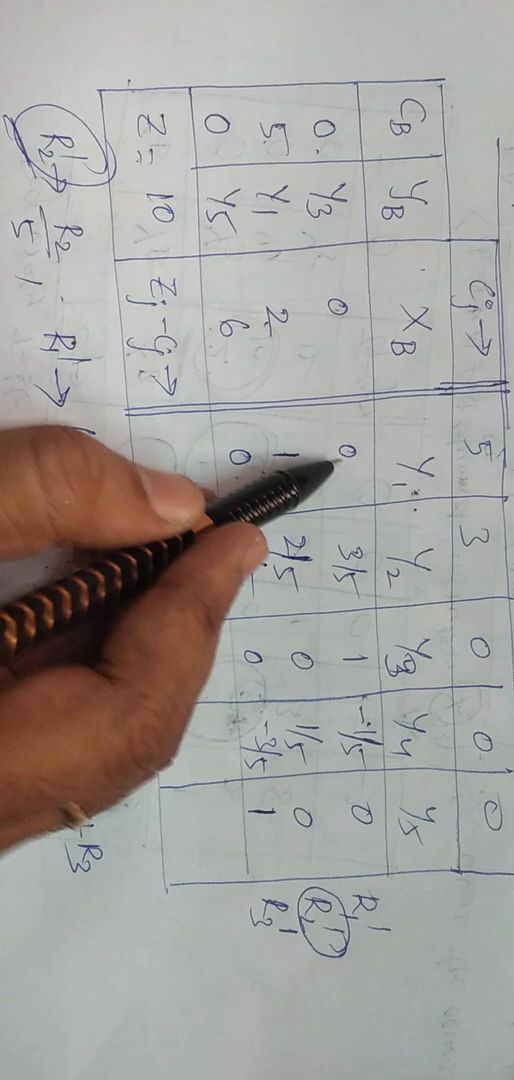 Cj → 5 3 0 0 0
CB YB XB Y1 Y2 Y3 Y4 Y5
0 Y3 0 0 3/5 1 -1/5 0 R1'
5 Y1 2 1 2/5 0 1/5 0 R2'
0 Y5 6 0 0 1 R3'
Z = 10 Zj - Cj →
R2' → R2/5 , R1' → - R3